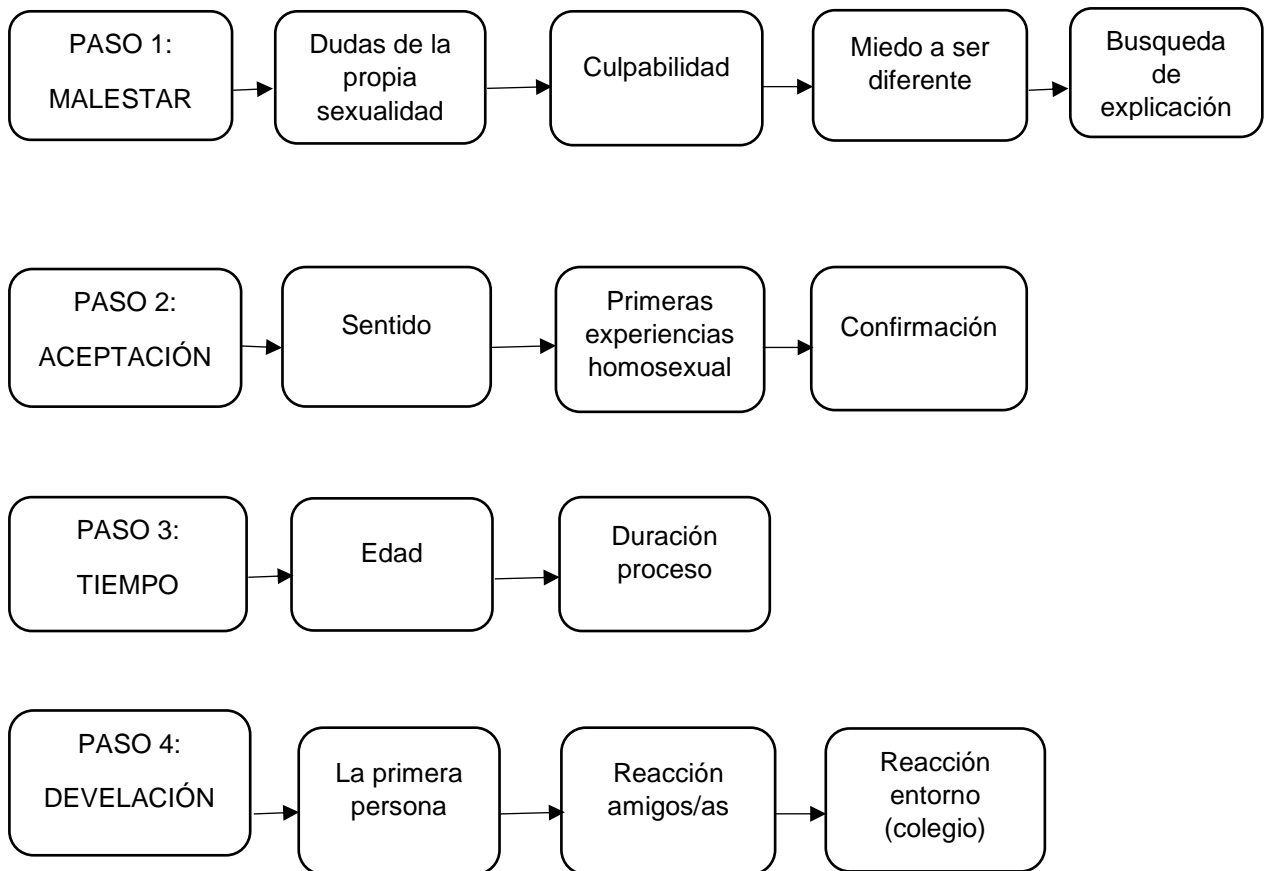 PASO 1:
MALESTAR
Dudas de la
propia
sexualidad
Culpabilidad
Miedo a ser
diferente
Busqueda
de
explicación
PASO 2:
ACEPTACIÓN
Sentido
Primeras
experiencias
homosexual
Confirmación
PASO 3:
TIEMPO
Edad
Duración
proceso
PASO 4:
DEVELACIÓN
La primera
persona
Reacción
amigos/as
Reacción
entorno
(colegio)